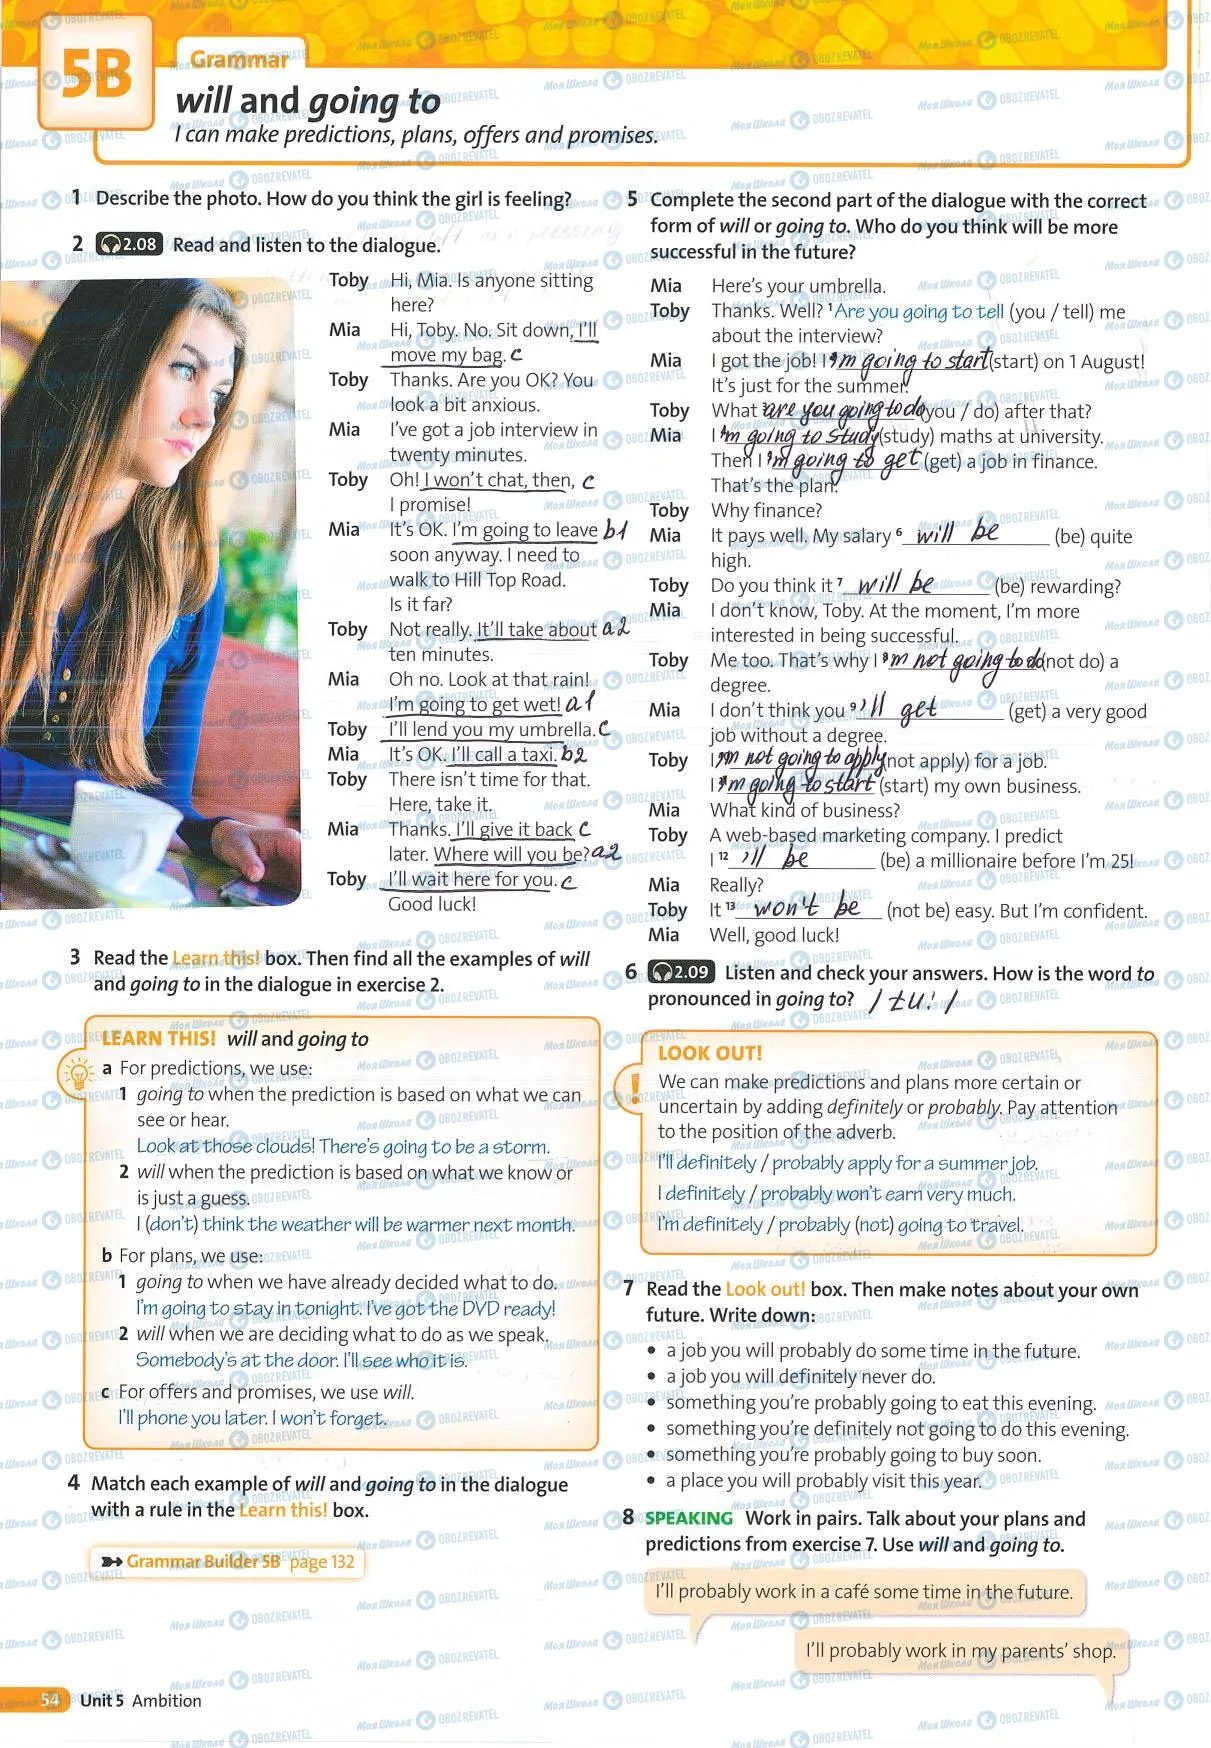 5B
Grammar
will and going to
I can make predictions, plans, offers and promises.
1 Describe the photo. How do you think the girl is feeling?
2 2.08 Read and listen to the dialogue.
Toby Hi, Mia. Is anyone sitting
here?
Mia Hi, Toby. No. Sit down, I'll
move my bag. c
Toby Thanks. Are you OK? You
look a bit anxious.
Mia I've got a job interview in
twenty minutes.
Toby Oh! I won't chat, then, c
I promise!
Mia It's OK. I'm going to leave b1
soon anyway. I need to
walk to Hill Top Road.
Is it far?
Toby Not really. It'll take about a2
ten minutes.
Mia Oh no. Look at that rain!
I'm going to get wet! a1
Toby I'll lend you my umbrella. c
Mia It's OK. I'll call a taxi. b2
Toby There isn't time for that.
Here, take it.
Mia Thanks. I'll give it back c
later. Where will you be? a2
Toby I'll wait here for you. c
Good luck!
3 Read the Learn this! box. Then find all the examples of will
and going to in the dialogue in exercise 2.
LEARN THIS! will and going to
a For predictions, we use:
1 going to when the prediction is based on what we can
see or hear.
Look at those clouds! There's going to be a storm.
2 will when the prediction is based on what we know or
is just a guess.
I (don't) think the weather will be warmer next month.
b For plans, we use:
1 going to when we have already decided what to do.
I'm going to stay in tonight. I've got the DVD ready!
2 will when we are deciding what to do as we speak.
Somebody's at the door. I'll see who it is.
c For offers and promises, we use will.
I'll phone you later. I won't forget.
4 Match each example of will and going to in the dialogue
with a rule in the Learn this! box.
Grammar Builder 5B page 132
54 Unit 5 Ambition
5 Complete the second part of the dialogue with the correct
form of will or going to. Who do you think will be more
successful in the future?
Mia Here's your umbrella.
Toby Thanks. Well? 1 Are you going to tell (you / tell) me
about the interview?
Mia I got the job! I 'm going to start (start) on 1 August!
It's just for the summer.
Toby What 3 are you going to do (you / do) after that?
Mia I 4 'm going to study (study) maths at university.
Then I 5 'm going to get (get) a job in finance.
That's the plan.
Toby Why finance?
Mia It pays well. My salary 6 will be (be) quite
high.
Toby Do you think it 7 will be (be) rewarding?
Mia I don't know, Toby. At the moment, I'm more
interested in being successful.
Toby Me too. That's why I 8 'm not going to do (not do) a
degree.
Mia I don't think you 9 'll get (get) a very good
job without a degree.
Toby I 10 'm not going to apply (not apply) for a job.
I 11 'm going to start (start) my own business.
Mia What kind of business?
Toby A web-based marketing company. I predict
I 12 'll be (be) a millionaire before I'm 25!
Mia Really?
Toby It 13 won't be (not be) easy. But I'm confident.
Mia Well, good luck!
6 2.09 Listen and check your answers. How is the word to
pronounced in going to? /tu:/
LOOK OUT!
!
We can make predictions and plans more certain or
uncertain by adding definitely or probably. Pay attention
to the position of the adverb.
I'll definitely / probably apply for a summer job.
I definitely / probably won't earn very much.
I'm definitely / probably (not) going to travel.
7 Read the Look out! box. Then make notes about your own
future. Write down:
• a job you will probably do some time in the future.
• a job you will definitely never do.
• something you're probably going to eat this evening.
• something you're definitely not going to do this evening.
• something you're probably going to buy soon.
• a place you will probably visit this year.
8 SPEAKING Work in pairs. Talk about your plans and
predictions from exercise 7. Use will and going to.
I'll probably work in a café some time in the future.
I'll probably work in my parents' shop.
Моя Школа OBOZREVATEL